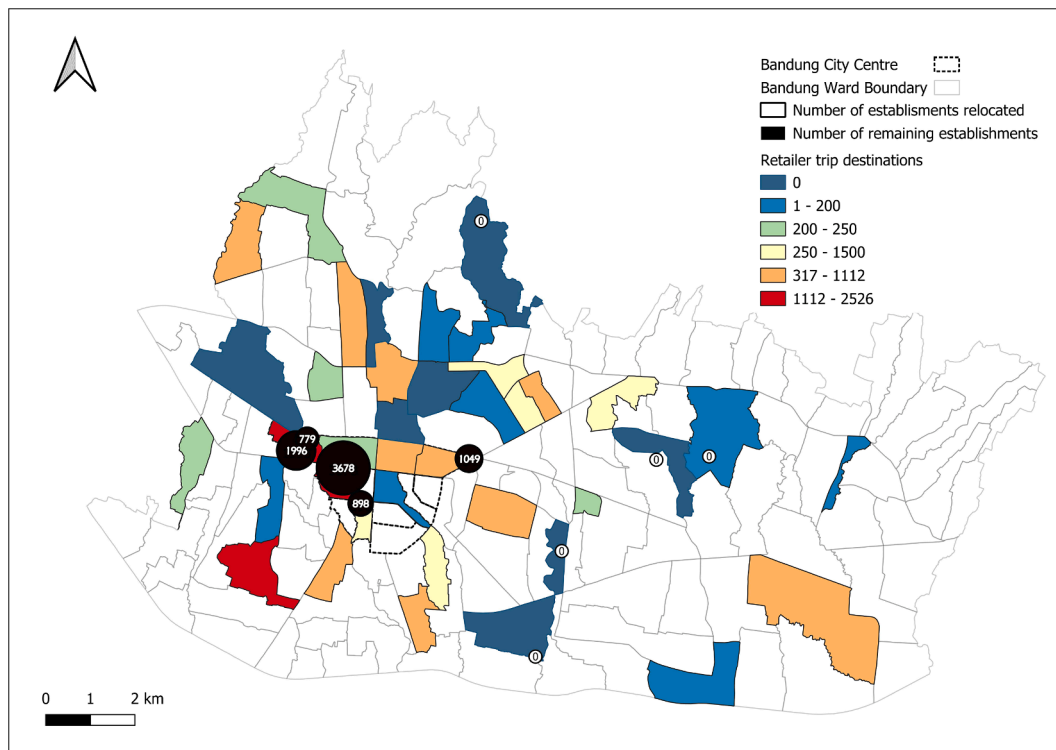 Bandung City Centre
Bandung Ward Boundary
Number of establisments relocated
Number of remaining establishments
Retailer trip destinations
0
1 - 200
200 - 250
250 - 1500
317 - 1112
1112 - 2526
0
779
1996
3678
1049
898
0
0
0
0
0 1 2 km